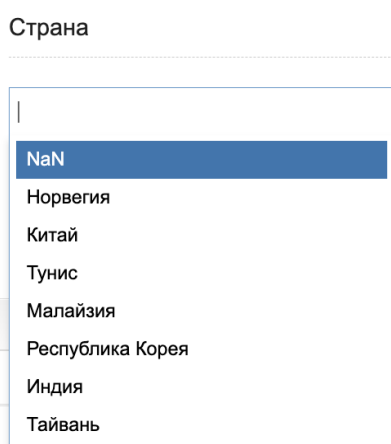 Страна
NaN
Норвегия
Китай
Тунис
Малайзия
Республика Корея
Индия
Тайвань